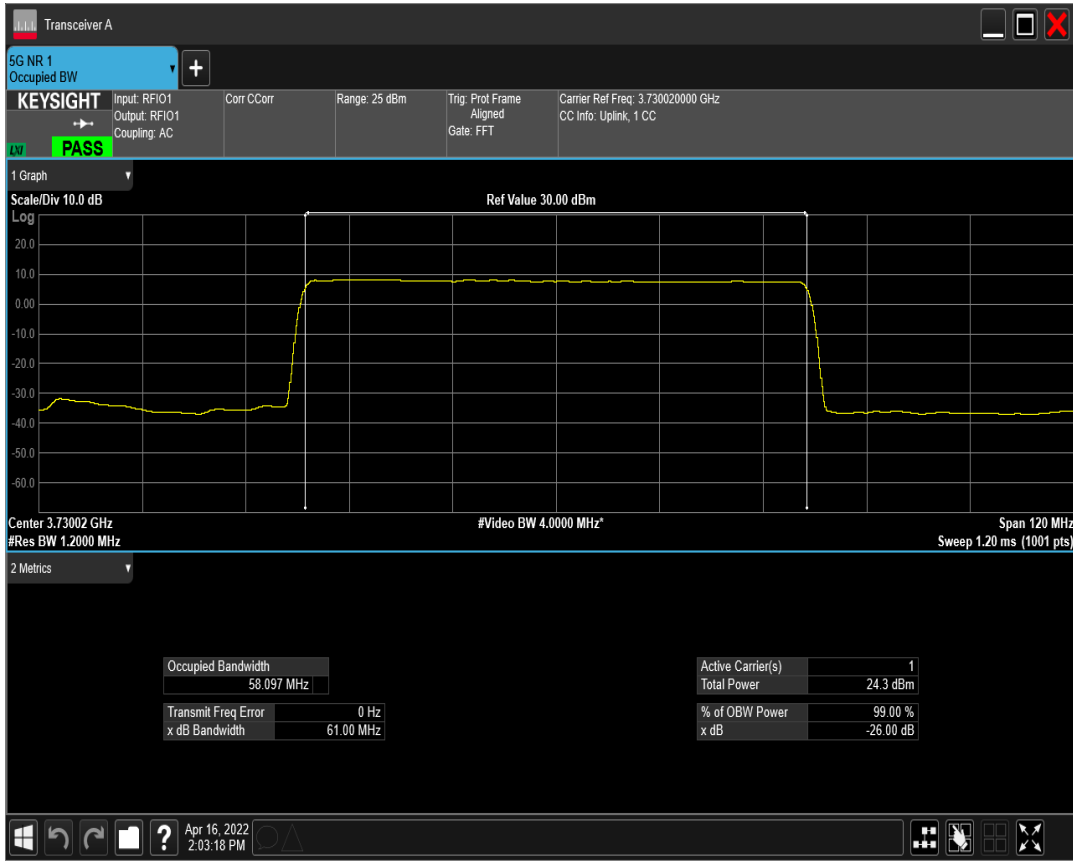 Transceiver A
5G NR 1
Occupied BW
+
KEYSIGHT
LXI
PASS
Input: RFIO1
Output: RFIO1
Coupling: AC
Corr CCorr
Range: 25 dBm
Trig: Prot Frame
Aligned
Gate: FFT
Carrier Ref Freq: 3.730020000 GHz
CC Info: Uplink, 1 CC
1 Graph
Scale/Div 10.0 dB
Ref Value 30.00 dBm
Log
20.0
10.0
0.00
-10.0
-20.0
-30.0
-40.0
-50.0
-60.0
Center 3.73002 GHz
#Video BW 4.0000 MHz*
Span 120 MHz
#Res BW 1.2000 MHz
Sweep 1.20 ms (1001 pts)
2 Metrics
Occupied Bandwidth
58.097 MHz
Transmit Freq Error 0 Hz
x dB Bandwidth 61.00 MHz
Active Carrier(s) 1
Total Power 24.3 dBm
% of OBW Power 99.00 %
x dB -26.00 dB
?
Apr 16, 2022
2:03:18 PM